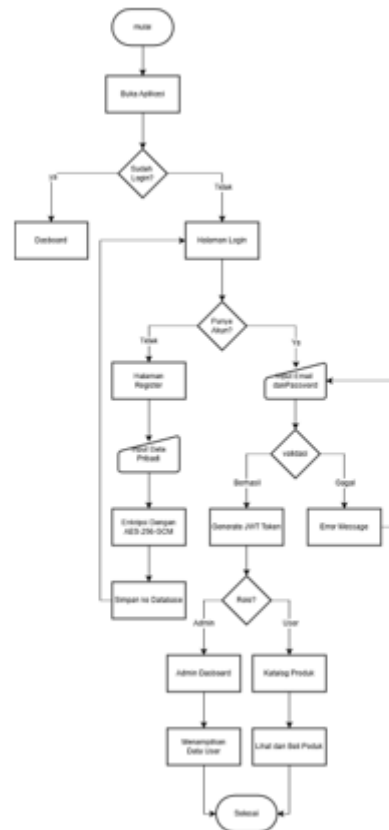 mulai
Buka Aplikasi
Sudah
Login?
ya
Tidak
Dasboard
Halaman Login
Punya
Akun?
Tidak
Ya
Halaman
Register
Input Email
danPassword
Input Data
Pribadi
validasi
Berhasil
Gagal
Enkripsi Dengan
AES-256-GCM
Generate JWT Token
Error Message
Simpan ke Database
Role?
Admin
User
Admin Dasboard
Katalog Produk
Menampilkan
Data User
Lihat dan Beli Poduk
Selesai